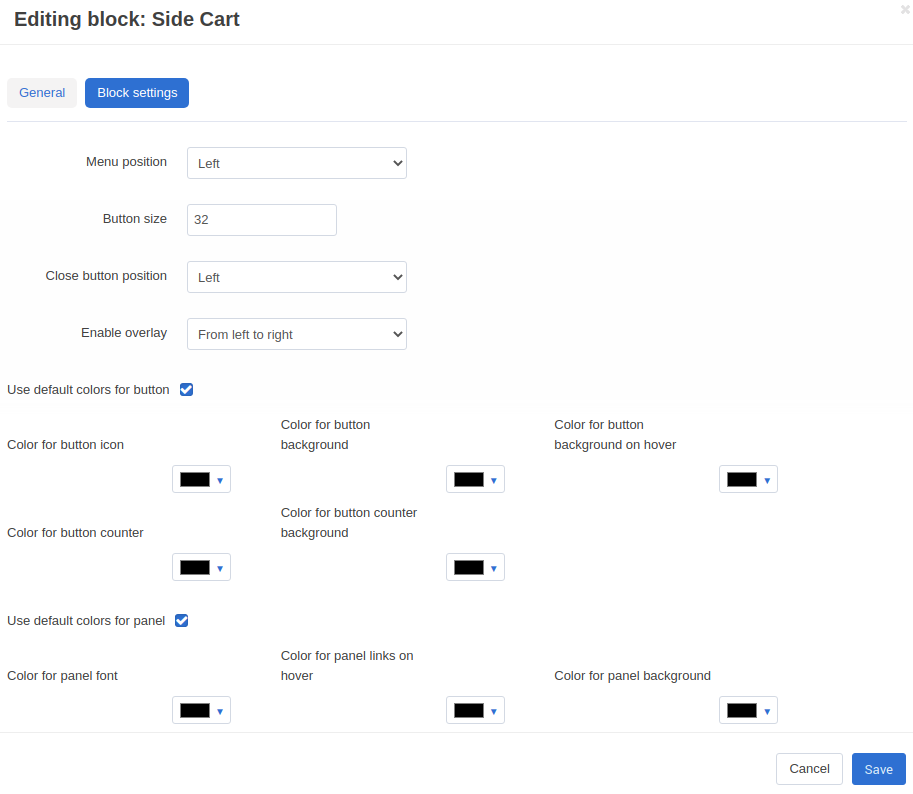 Editing block: Side Cart
General
Block settings
Menu position
Left
Button size
32
Close button position
Left
Enable overlay
From left to right
Use default colors for button
Color for button icon
Color for button
background
Color for button
background on hover
Color for button counter
Color for button counter
background
Use default colors for panel
Color for panel font
Color for panel links on
hover
Color for panel background
Cancel
Save